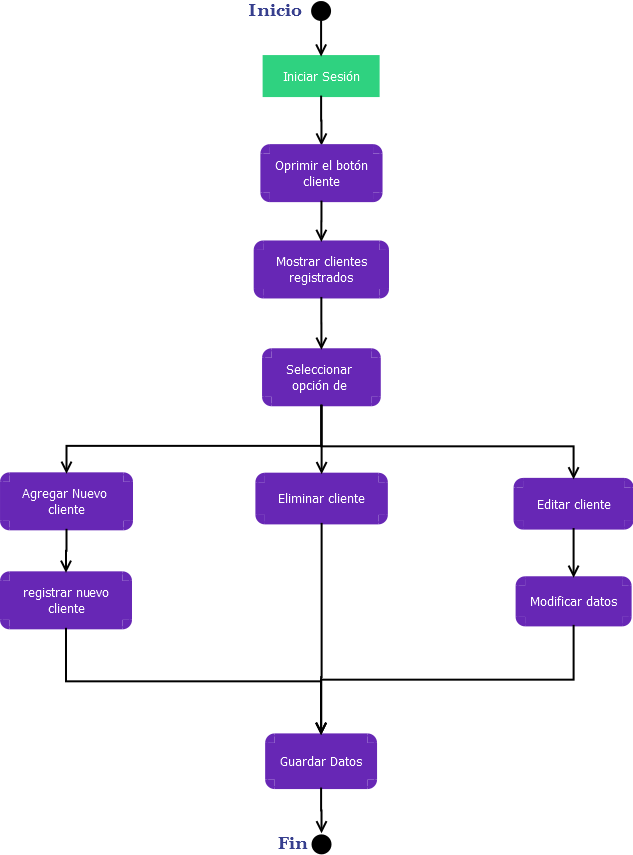 Inicio
Iniciar Sesión
Oprimir el botón
cliente
Mostrar clientes
registrados
Seleccionar
opción de
Agregar Nuevo
cliente
Eliminar cliente
Editar cliente
registrar nuevo
cliente
Modificar datos
Guardar Datos
Fin